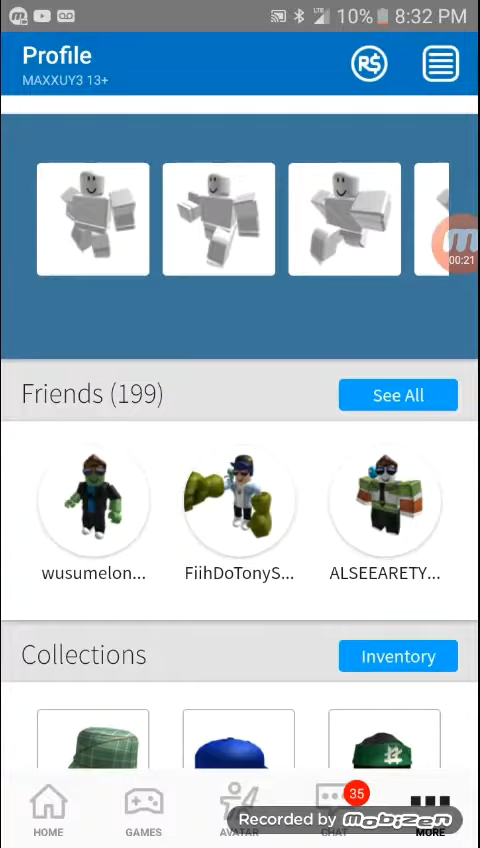 LTE 10% 8:32 PM
Profile
MAXXUY3 13+
R$
00:21
Friends (199)
See All
wusumelon...
FiihDoTonyS...
ALSEEARETY...
Collections
Inventory
35
HOME
GAMES
AVATAR
CHAT
MORE
Recorded by mobizen